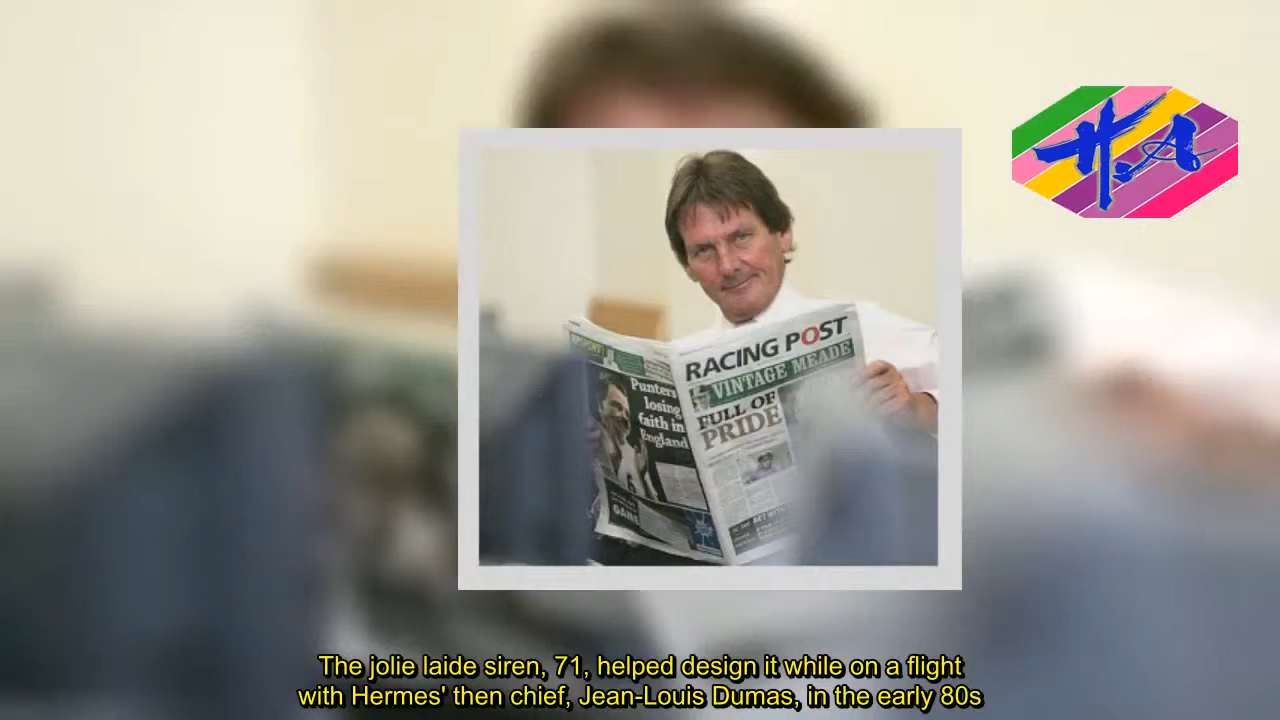 H.A
RACING POST
VINTAGE MEADE
FULL OF
PRIDE
Punters
losing
faith in
England
GAME
The jolie laide siren, 71, helped design it while on a flight
with Hermes' then chief, Jean-Louis Dumas, in the early 80s